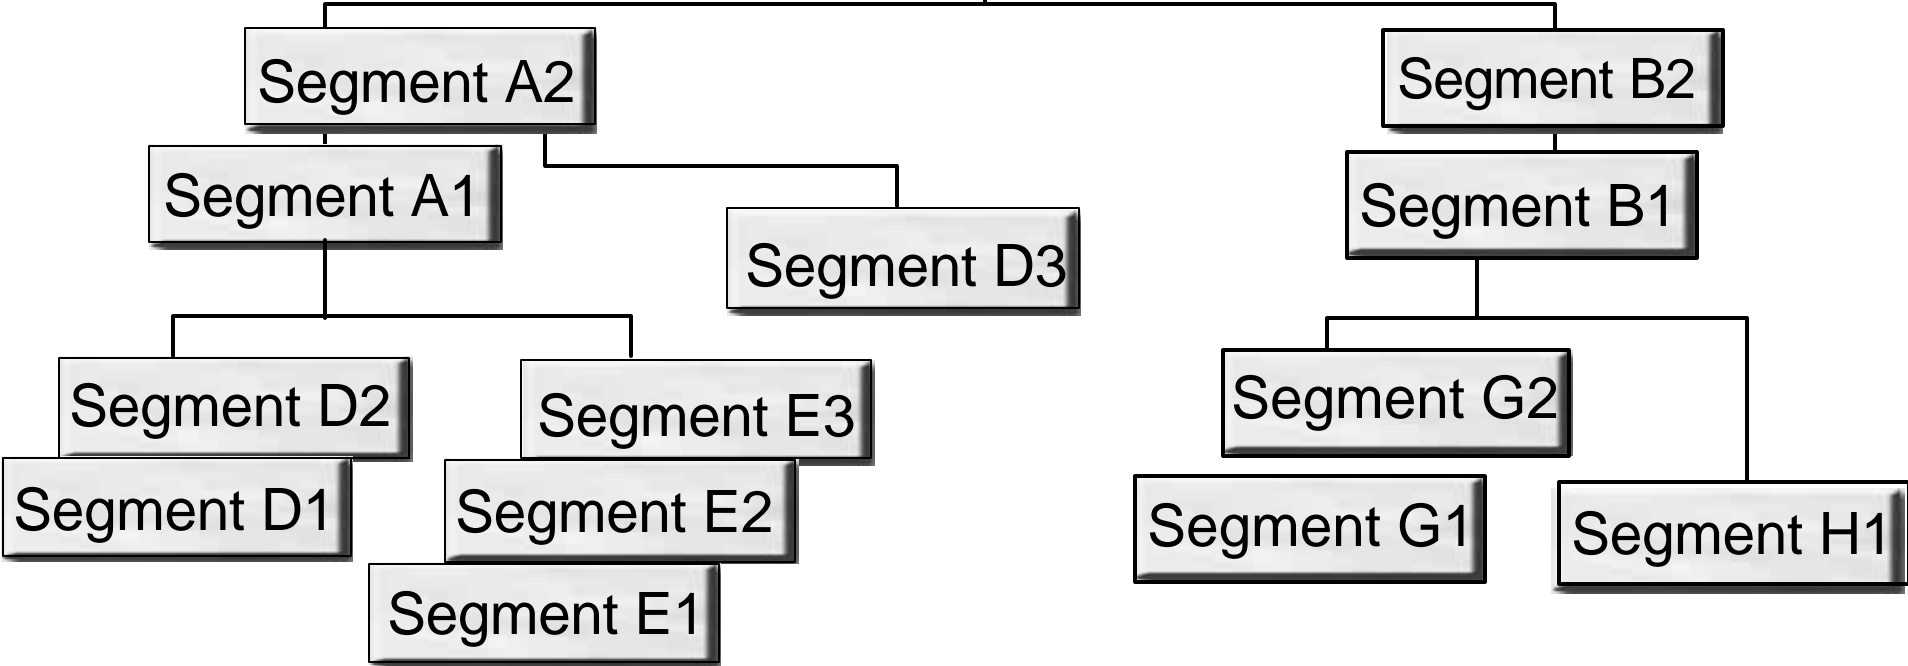 Segment A2
Segment B2
Segment A1
Segment B1
Segment D3
Segment D2
Segment E3
Segment G2
Segment D1
Segment E2
Segment G1
Segment H1
Segment E1